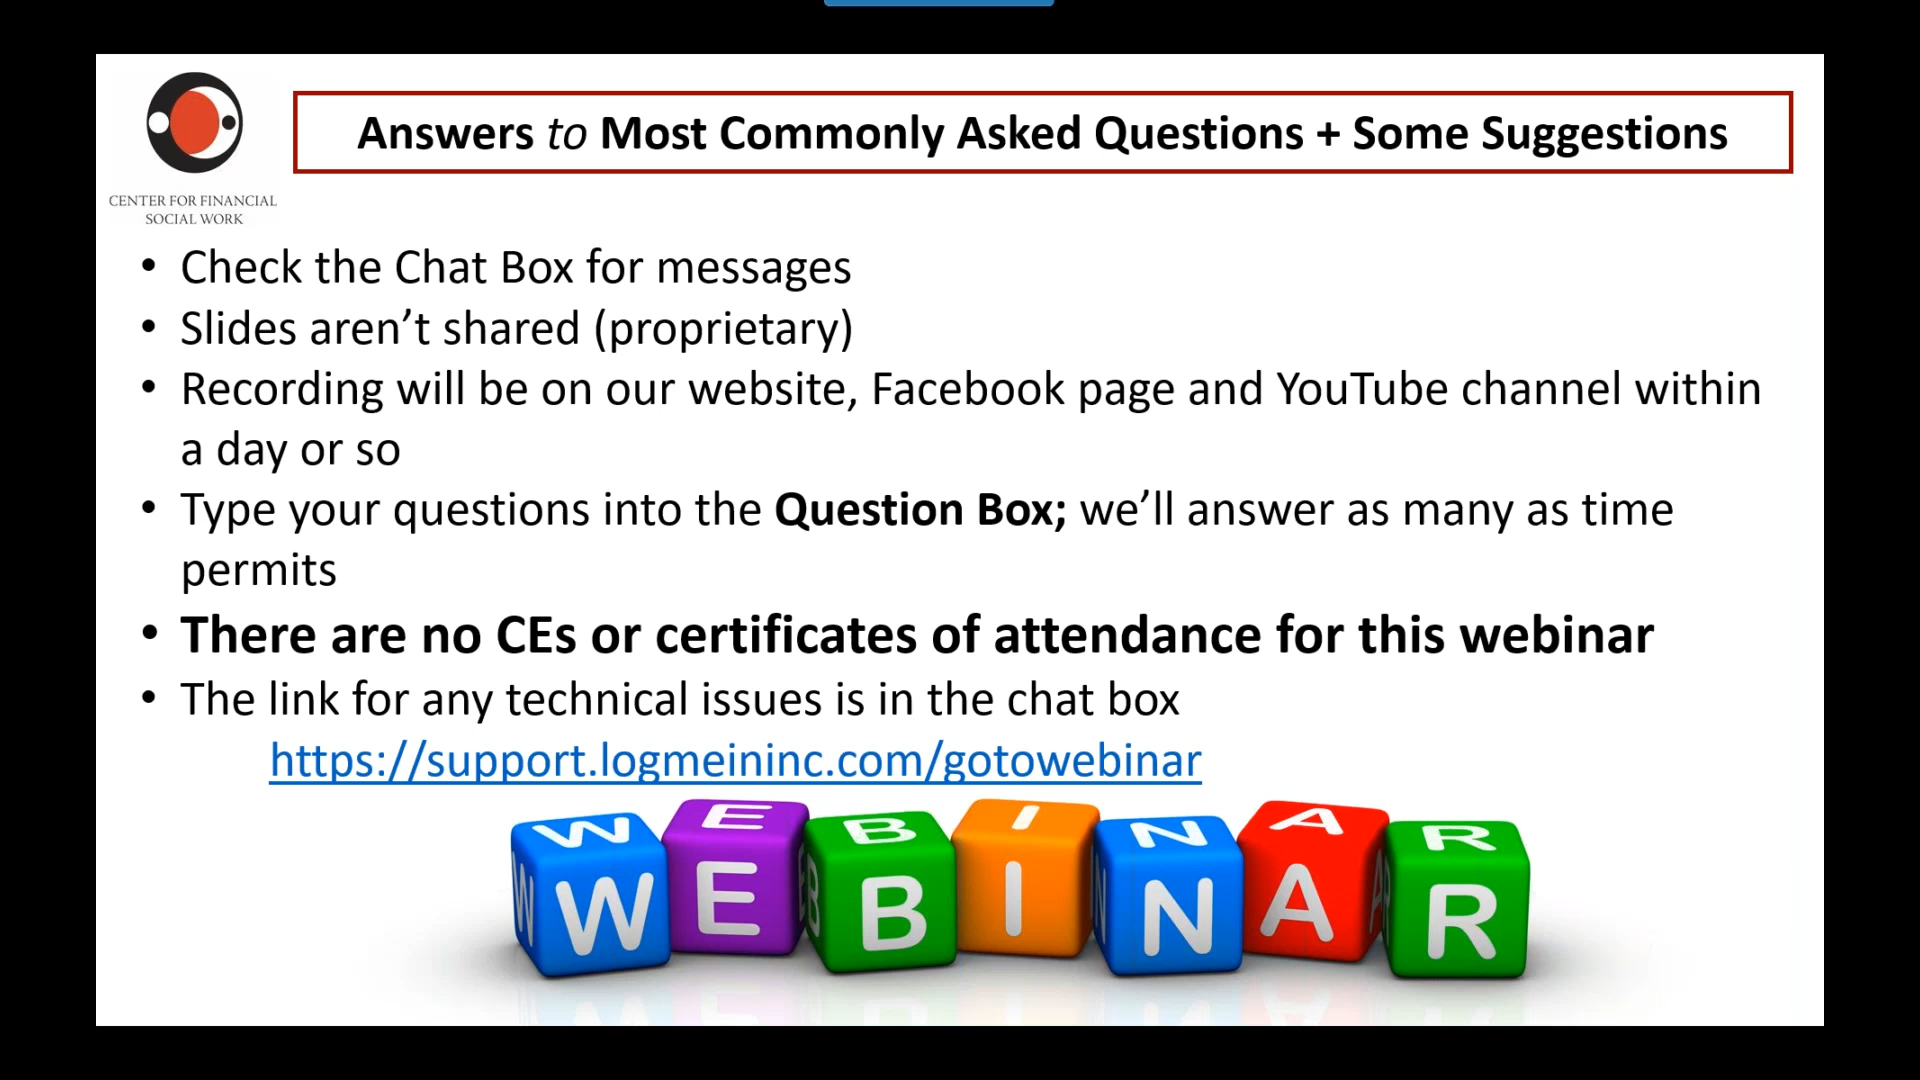 CENTER FOR FINANCIAL
SOCIAL WORK
Answers to Most Commonly Asked Questions + Some Suggestions
• Check the Chat Box for messages
• Slides aren’t shared (proprietary)
• Recording will be on our website, Facebook page and YouTube channel within
a day or so
• Type your questions into the Question Box; we’ll answer as many as time
permits
• There are no CEs or certificates of attendance for this webinar
• The link for any technical issues is in the chat box
https://support.logmeininc.com/gotowebinar
W E B I N A R
W W E B B I N N A A R